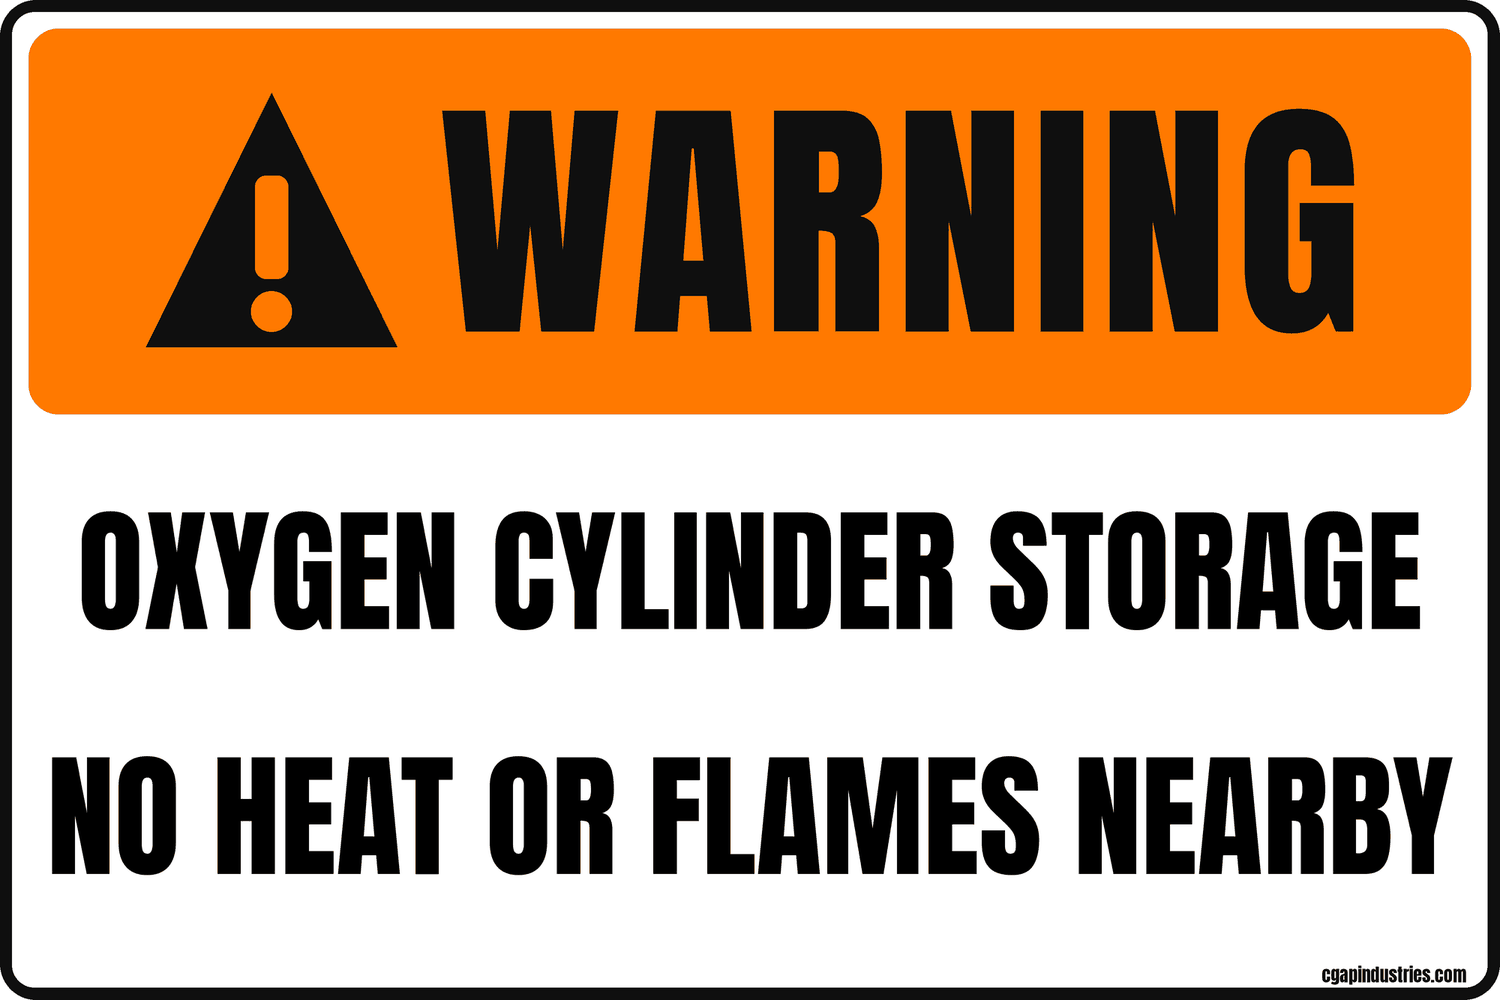 WARNING
OXYGEN CYLINDER STORAGE
NO HEAT OR FLAMES NEARBY
cgapindustries.com